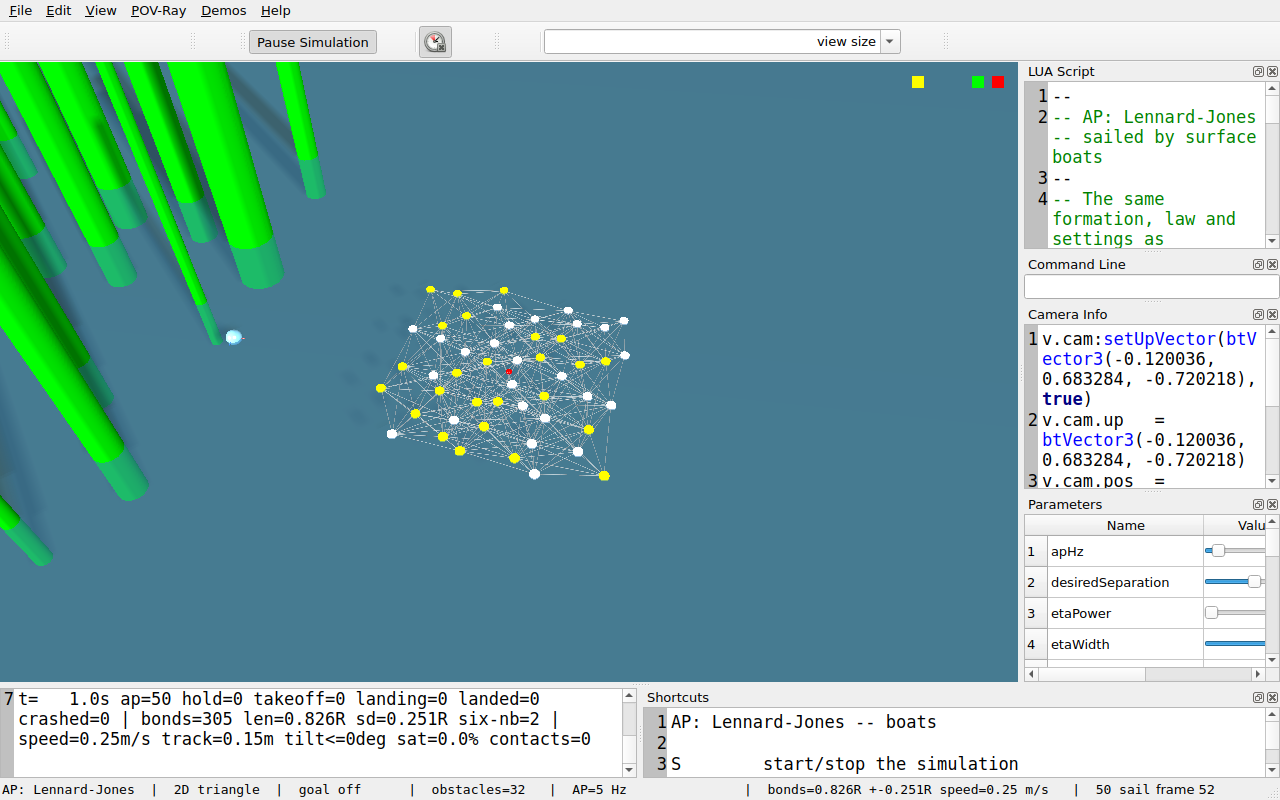 File Edit View POV-Ray Demos Help
Pause Simulation
view size
LUA Script
1 --
2 -- AP: Lennard-Jones
-- sailed by surface
boats
3 --
4 -- The same
formation, law and
settings as
Command Line
Camera Info
1 v.cam:setUpVector(btV
ector3(-0.120036,
0.683284, -0.720218),
true)
2 v.cam.up   =
btVector3(-0.120036,
0.683284, -0.720218)
3 v.cam.pos  =
Parameters
Name Valu
1 apHz
2 desiredSeparation
3 etaPower
4 etaWidth
7 t=   1.0s ap=50 hold=0 takeoff=0 landing=0 landed=0
crashed=0 | bonds=305 len=0.826R sd=0.251R six-nb=2 |
speed=0.25m/s track=0.15m tilt<=0deg sat=0.0% contacts=0
Shortcuts
1 AP: Lennard-Jones -- boats
2
3 S        start/stop the simulation
AP: Lennard-Jones | 2D triangle | goal off | obstacles=32 | AP=5 Hz | bonds=0.826R +-0.251R speed=0.25 m/s | 50 sail frame 52